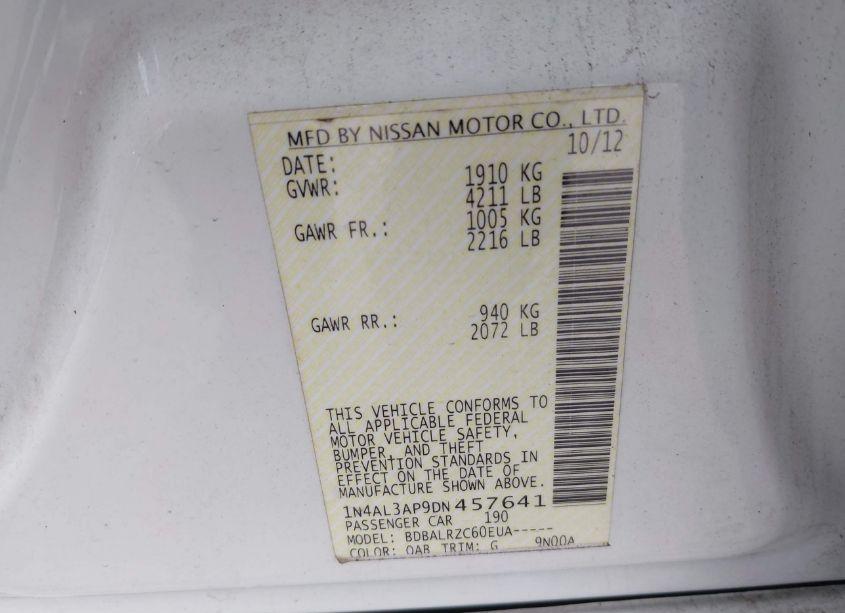 MFD BY NISSAN MOTOR CO., LTD.
DATE: 10/12
GVWR: 1910 KG
4211 LB
GAWR FR.: 1005 KG
2216 LB
GAWR RR.: 940 KG
2072 LB
THIS VEHICLE CONFORMS TO
ALL APPLICABLE FEDERAL
MOTOR VEHICLE SAFETY,
BUMPER, AND THEFT
PREVENTION STANDARDS IN
EFFECT ON THE DATE OF
MANUFACTURE SHOWN ABOVE.
1N4AL3AP9DN457641
PASSENGER CAR 190
MODEL: BDBALRZC60EUA-----
COLOR: QAB TRIM: G 9N00A